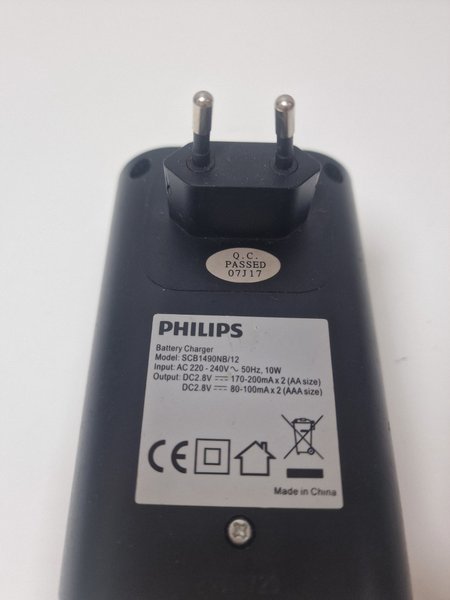 Q.C.
PASSED
07J17
PHILIPS
Battery Charger
Model: SCB1490NB/12
Input: AC 220 - 240V ∿ 50Hz, 10W
Output: DC2.8V ⎓ 170-200mA x 2 (AA size)
DC2.8V ⎓ 80-100mA x 2 (AAA size)
CE
Made in China